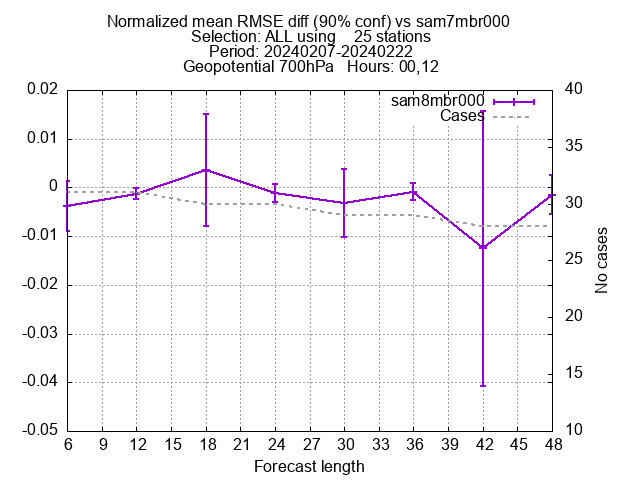 Normalized mean RMSE diff (90% conf) vs sam7mbr000
Selection: ALL using    25 stations
Period: 20240207-20240222
Geopotential 700hPa   Hours: 00,12
sam8mbr000
Cases
0.02
0.01
0
-0.01
-0.02
-0.03
-0.04
-0.05
40
35
30
25
20
15
10
No cases
6 9 12 15 18 21 24 27 30 33 36 39 42 45 48
Forecast length